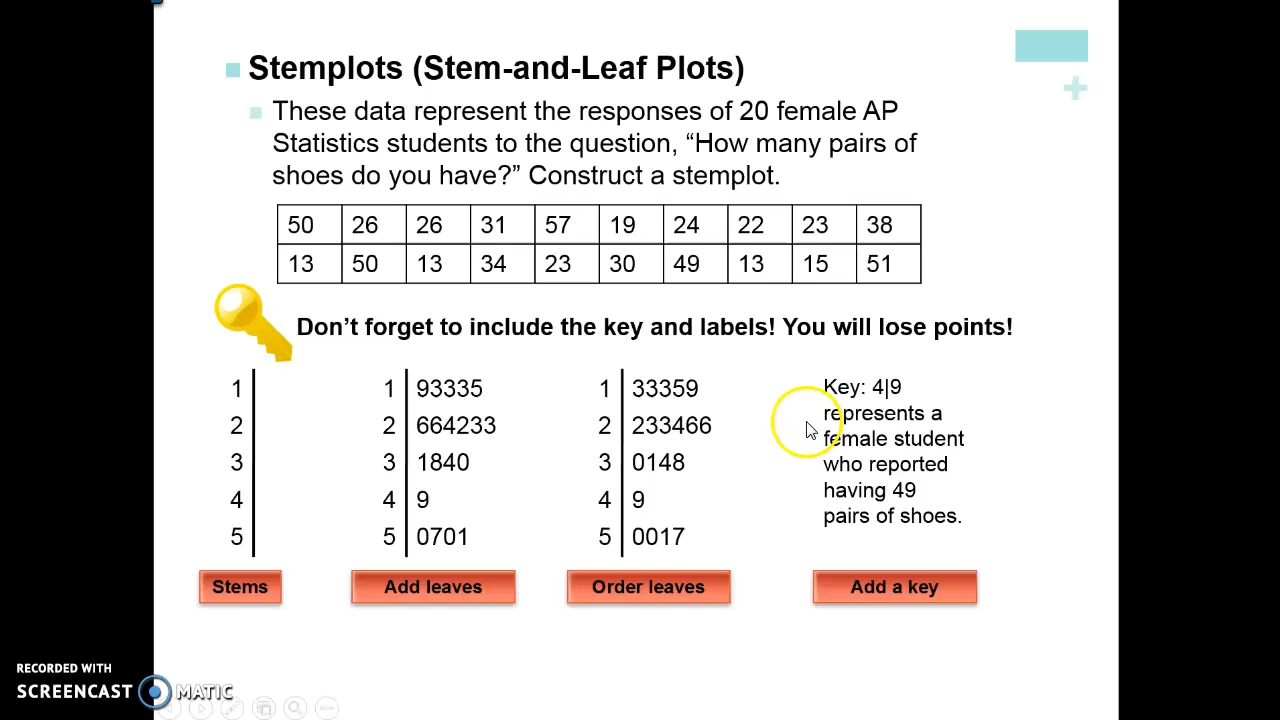 Stemplots (Stem-and-Leaf Plots)
These data represent the responses of 20 female AP
Statistics students to the question, “How many pairs of
shoes do you have?” Construct a stemplot.
50 26 26 31 57 19 24 22 23 38
13 50 13 34 23 30 49 13 15 51
Don’t forget to include the key and labels! You will lose points!
1
2
3
4
5
Stems
1 93335
2 664233
3 1840
4 9
5 0701
Add leaves
1 33359
2 233466
3 0148
4 9
5 0017
Order leaves
Key: 4|9
represents a
female student
who reported
having 49
pairs of shoes.
Add a key
RECORDED WITH
SCREENCAST MATIC